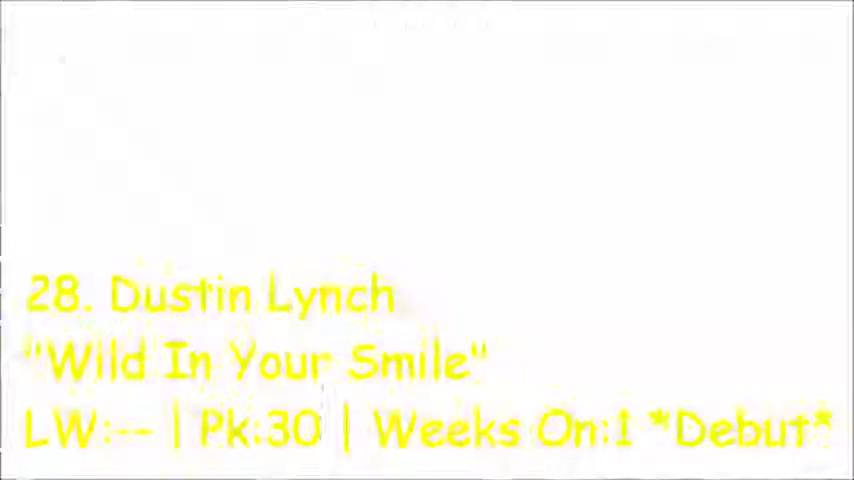 28. Dustin Lynch
"Wild In Your Smile"
LW:-- | Pk:30 | Weeks On:1 *Debut*